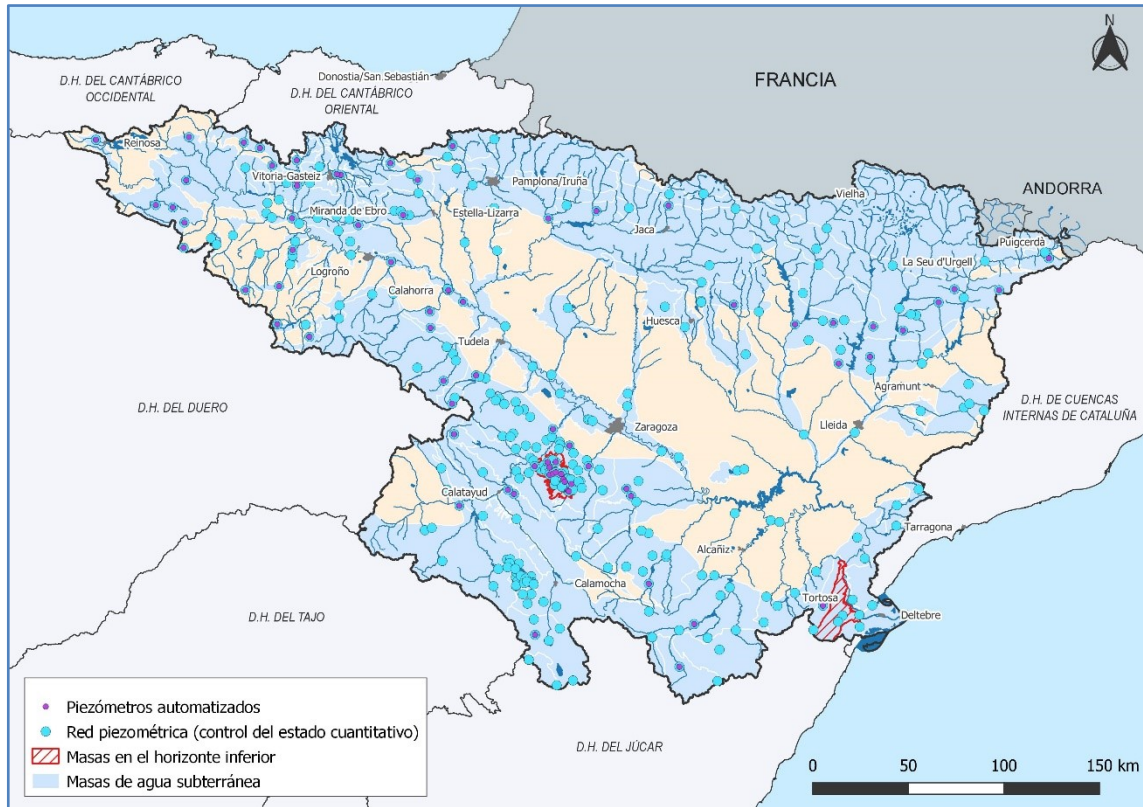 N
FRANCIA
D.H. DEL CANTÁBRICO
OCCIDENTAL
Donostia/San Sebastián
D.H. DEL CANTÁBRICO
ORIENTAL
Reinosa
Vitoria-Gasteiz
Pamplona/Iruña
Vielha
ANDORRA
Miranda de Ebro
Estella-Lizarra
Jaca
Puigcerdà
La Seu d'Urgell
Logroño
Calahorra
Huesca
Tudela
Agramunt
D.H. DEL DUERO
D.H. DE CUENCAS
INTERNAS DE CATALUÑA
Zaragoza
Lleida
Calatayud
Tarragona
Alcañiz
Calamocha
Tortosa
Deltebre
D.H. DEL TAJO
D.H. DEL JÚCAR
Piezómetros automatizados
Red piezométrica (control del estado cuantitativo)
Masas en el horizonte inferior
Masas de agua subterránea
0 50 100 150 km